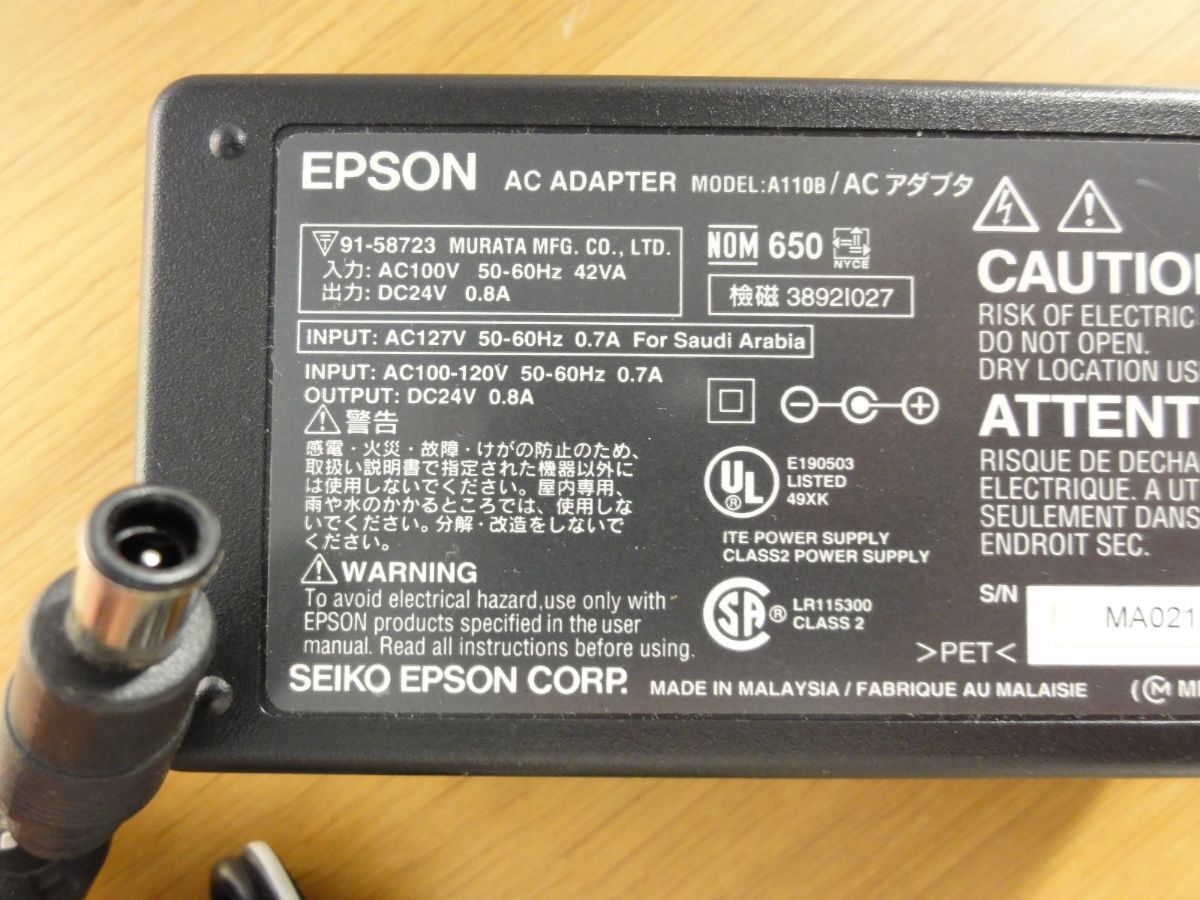 EPSON AC ADAPTER MODEL:A110B/ACアダプタ
91-58723 MURATA MFG. CO., LTD.
入力: AC100V 50-60Hz 42VA
出力: DC24V 0.8A
NOM 650
NYCE
檢磁 3892I027
INPUT: AC127V 50-60Hz 0.7A For Saudi Arabia
INPUT: AC100-120V 50-60Hz 0.7A
OUTPUT: DC24V 0.8A
警告
感電・火災・故障・けがの防止のため、
取扱い説明書で指定された機器以外に
は使用しないでください。屋内専用、
雨や水のかかるところでは、使用しな
いでください。分解・改造をしないで
ください。
WARNING
To avoid electrical hazard,use only with
EPSON products specified in the user
manual. Read all instructions before using.
UL ®
E190503
LISTED
49XK
ITE POWER SUPPLY
CLASS2 POWER SUPPLY
SA ®
LR115300
CLASS 2
CAUTIO
RISK OF ELECTRIC
DO NOT OPEN.
DRY LOCATION US
ATTENT
RISQUE DE DECHA
ELECTRIQUE. A UT
SEULEMENT DANS
ENDROIT SEC.
S/N MA021
>PET<
SEIKO EPSON CORP. MADE IN MALAYSIA / FABRIQUE AU MALAISIE